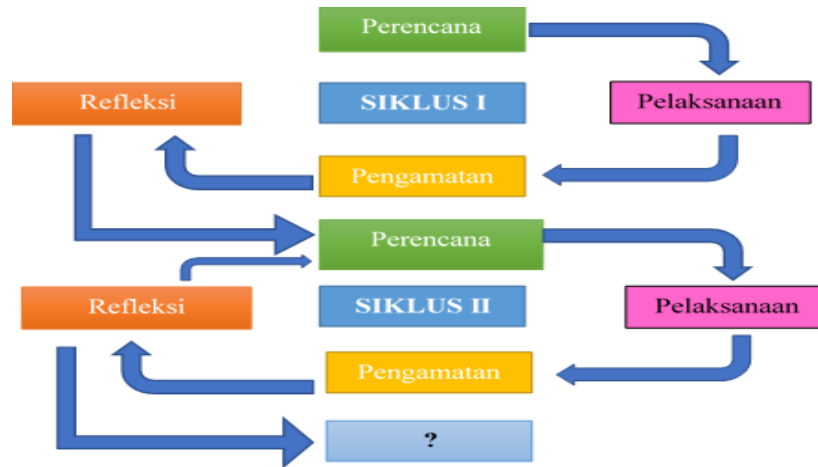 Perencana
Refleksi
SIKLUS I
Pelaksanaan
Pengamatan
Perencana
Refleksi
SIKLUS II
Pelaksanaan
Pengamatan
?